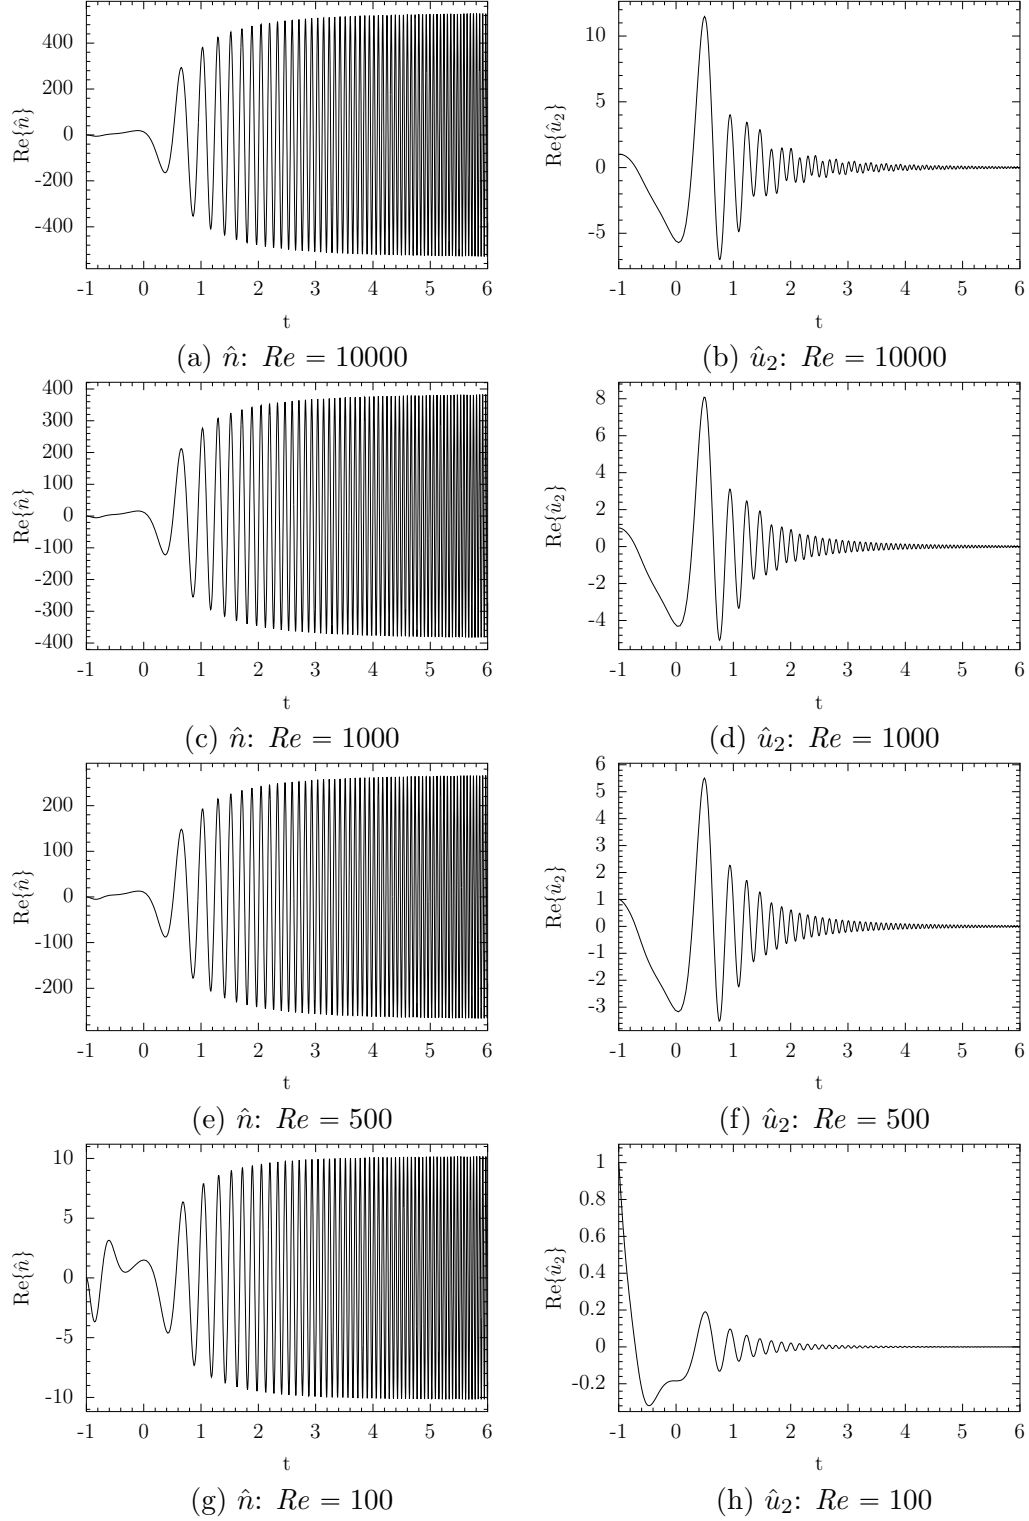 400
200
0
-200
-400
Re{n̂}
-1 0 1 2 3 4 5 6
t
(a) n̂: Re = 10000
10
5
0
-5
Re{û₂}
-1 0 1 2 3 4 5 6
t
(b) û₂: Re = 10000
400
300
200
100
0
-100
-200
-300
-400
Re{n̂}
-1 0 1 2 3 4 5 6
t
(c) n̂: Re = 1000
8
6
4
2
0
-2
-4
Re{û₂}
-1 0 1 2 3 4 5 6
t
(d) û₂: Re = 1000
200
100
0
-100
-200
Re{n̂}
-1 0 1 2 3 4 5 6
t
(e) n̂: Re = 500
6
5
4
3
2
1
0
-1
-2
-3
Re{û₂}
-1 0 1 2 3 4 5 6
t
(f) û₂: Re = 500
10
5
0
-5
-10
Re{n̂}
-1 0 1 2 3 4 5 6
t
(g) n̂: Re = 100
1
0.8
0.6
0.4
0.2
0
-0.2
Re{û₂}
-1 0 1 2 3 4 5 6
t
(h) û₂: Re = 100